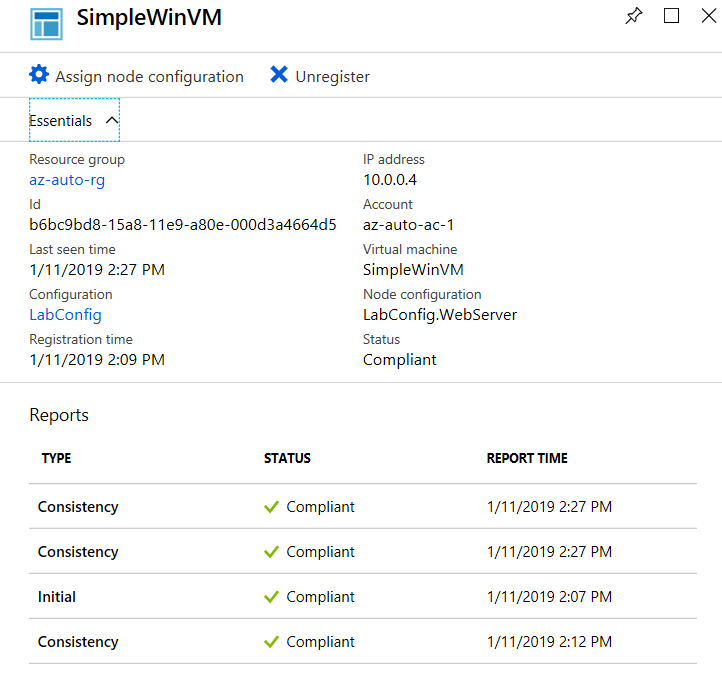 SimpleWinVM
Assign node configuration Unregister
Essentials
Resource group
az-auto-rg
IP address
10.0.0.4
Id
b6bc9bd8-15a8-11e9-a80e-000d3a4664d5
Account
az-auto-ac-1
Last seen time
1/11/2019 2:27 PM
Virtual machine
SimpleWinVM
Configuration
LabConfig
Node configuration
LabConfig.WebServer
Registration time
1/11/2019 2:09 PM
Status
Compliant
Reports
TYPE STATUS REPORT TIME
Consistency Compliant 1/11/2019 2:27 PM
Consistency Compliant 1/11/2019 2:27 PM
Initial Compliant 1/11/2019 2:07 PM
Consistency Compliant 1/11/2019 2:12 PM